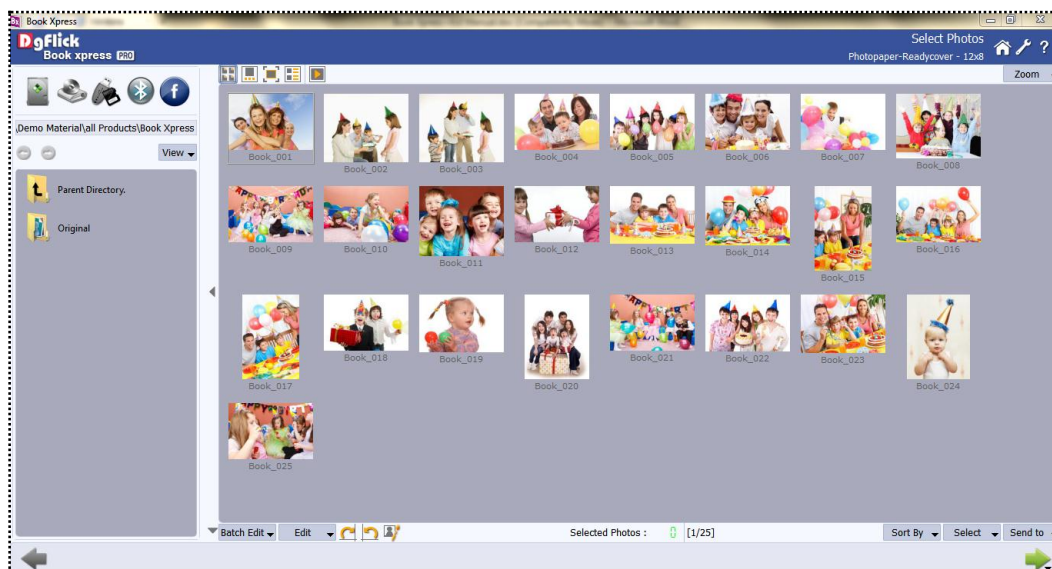 Book Xpress
DgFlick
Book xpress PRO
Select Photos
Photopaper-Readycover - 12x8
?
Zoom
\Demo Material\all Products\Book Xpress
View
Parent Directory.
Original
Book_001
Book_002
Book_003
Book_004
Book_005
Book_006
Book_007
Book_008
Book_009
Book_010
Book_011
Book_012
Book_013
Book_014
Book_015
Book_016
Book_017
Book_018
Book_019
Book_020
Book_021
Book_022
Book_023
Book_024
Book_025
Batch Edit Edit Selected Photos : 0 [1/25] Sort By Select Send to